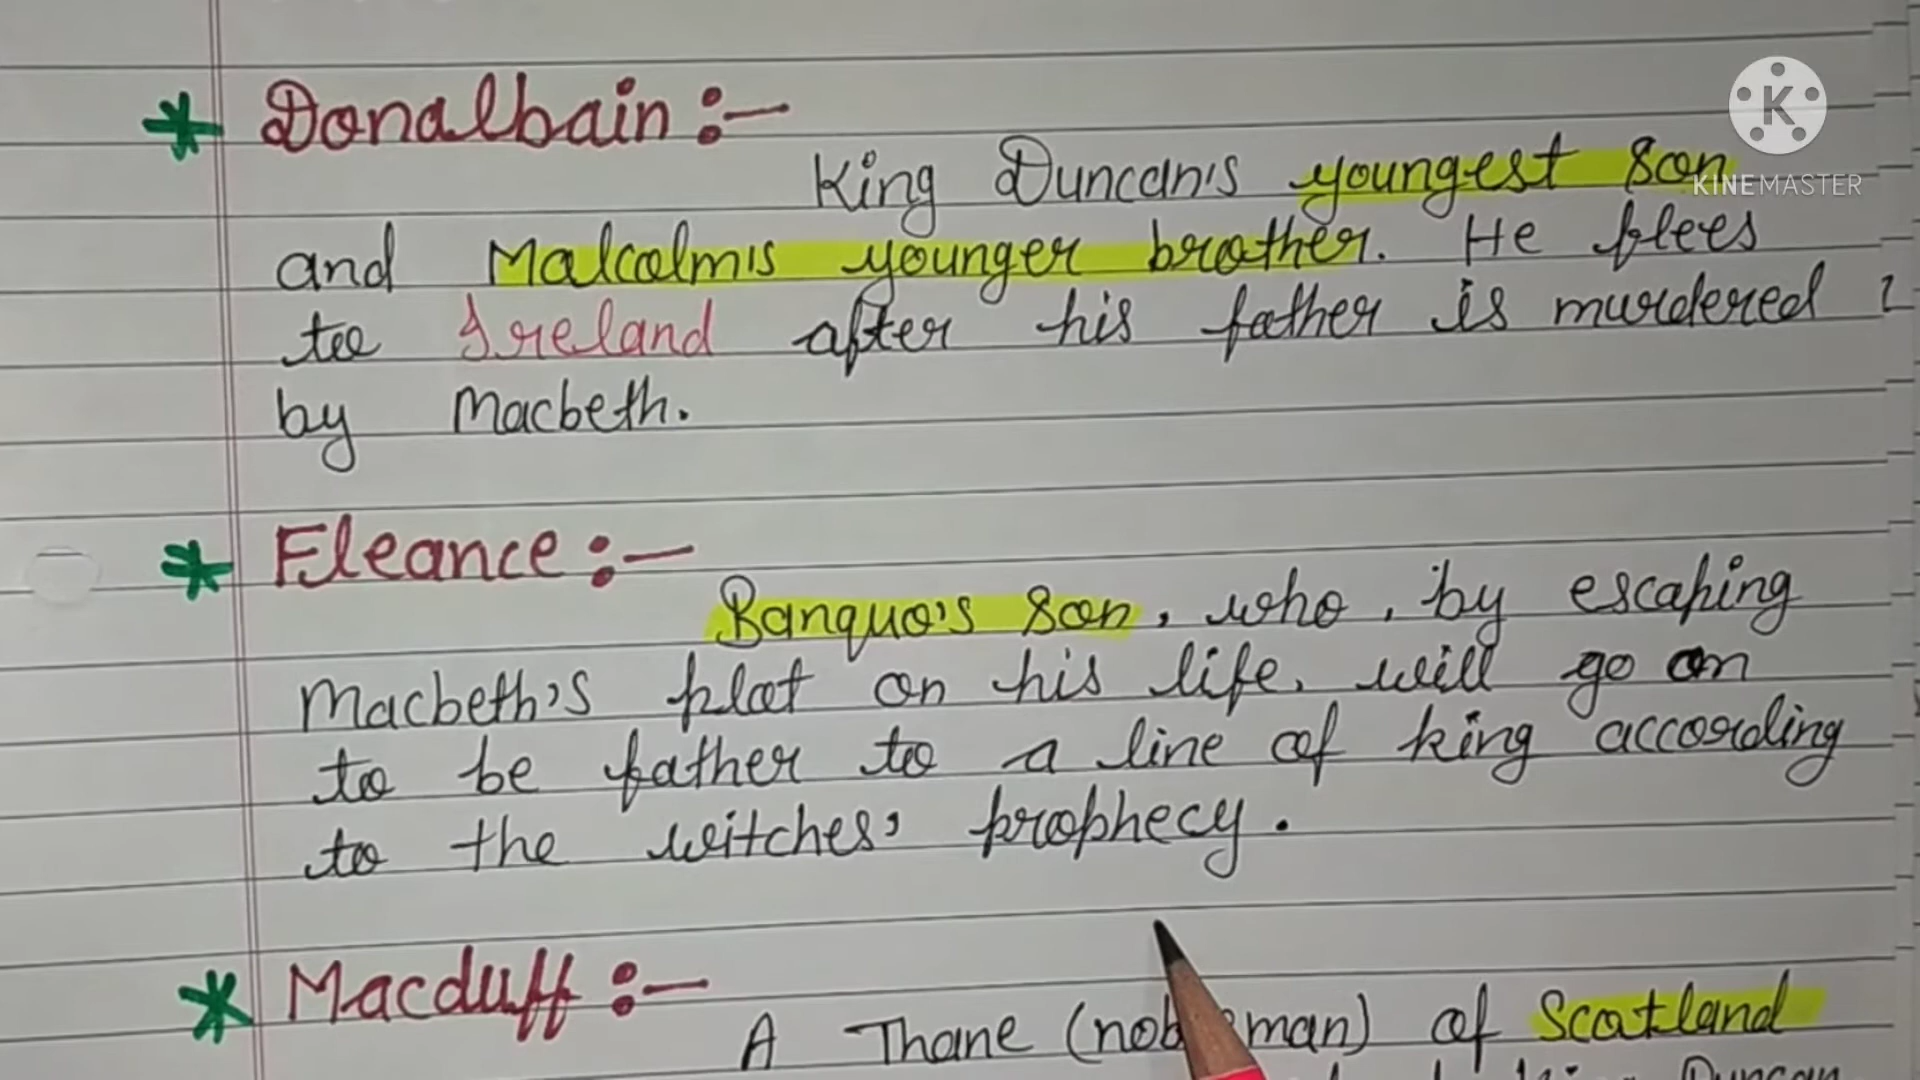 * Donalbain :-
King Duncan's youngest son
and Malcolm's younger brother. He flees
to Ireland after his father is murdered
by Macbeth.
* Fleance :-
Banquo's son, who, by escaping
Macbeth's plot on his life, will go on
to be father to a line of king according
to the witches' prophecy.
* Macduff :-
A Thane (nobleman) of Scotland
Duncan
K
KINEMASTER